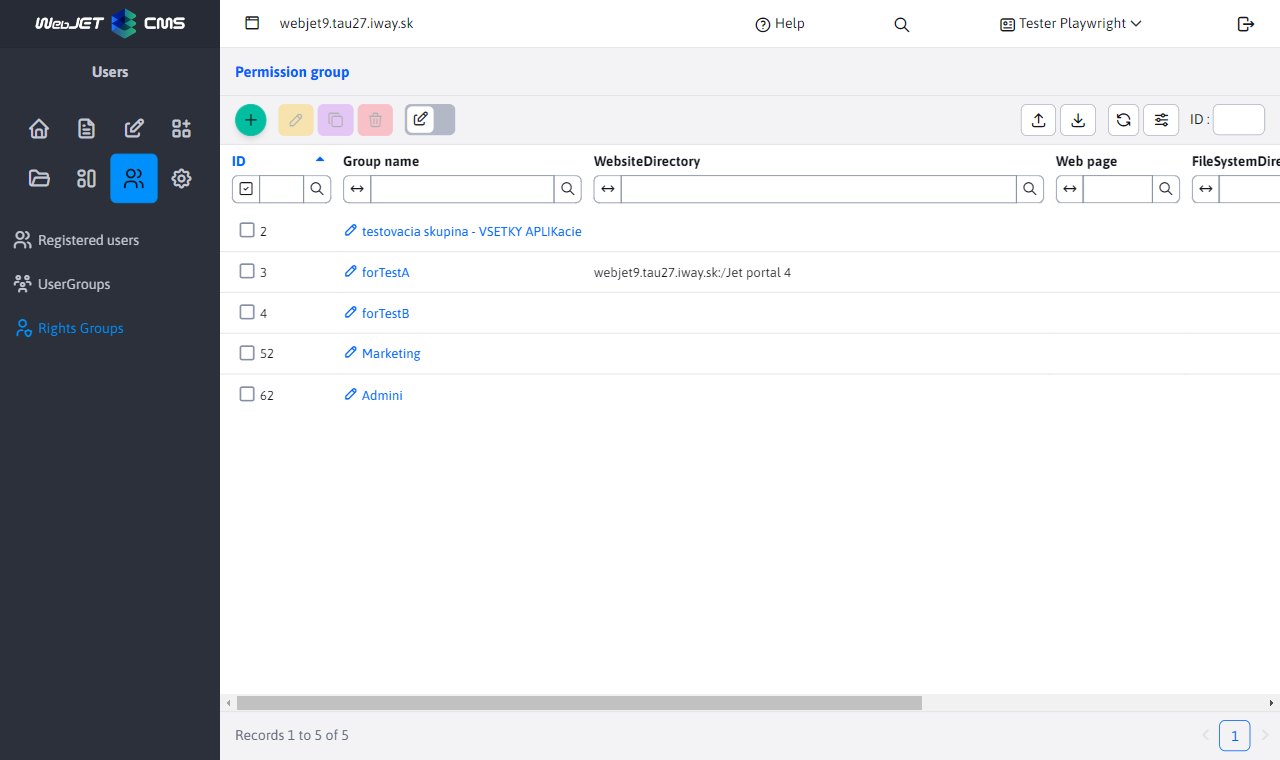 WebJET CMS
webjet9.tau27.iway.sk
Help
Tester Playwright
Users
Permission group
ID :
Registered users
UserGroups
Rights Groups
ID Group name WebsiteDirectory Web page FileSystemDire
2 testovacia skupina - VSETKY APLIKacie
3 forTestA webjet9.tau27.iway.sk:/Jet portal 4
4 forTestB
52 Marketing
62 Admini
Records 1 to 5 of 5
1